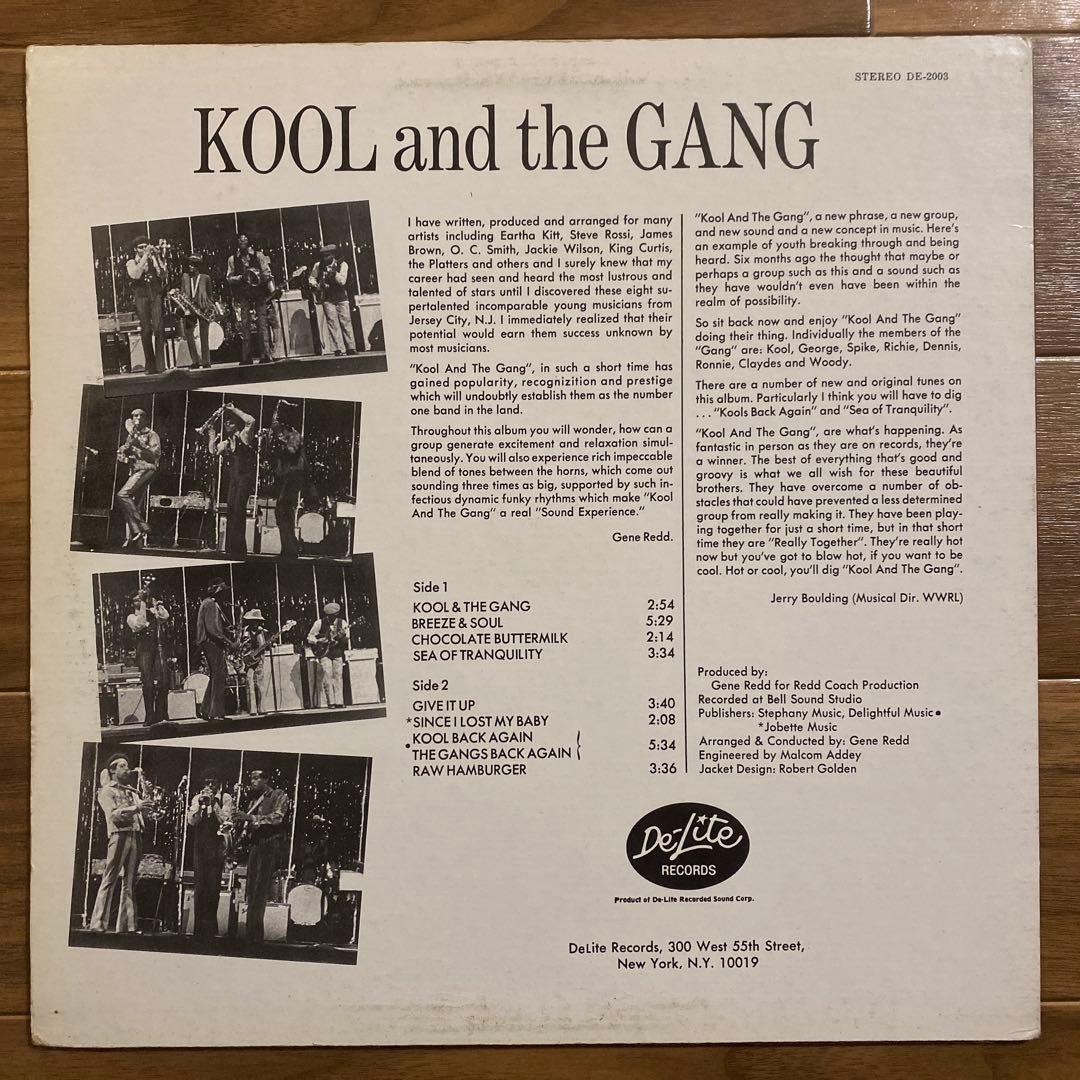 STEREO DE-2003
KOOL and the GANG
I have written, produced and arranged for many
artists including Eartha Kitt, Steve Rossi, James
Brown, O. C. Smith, Jackie Wilson, King Curtis,
the Platters and others and I surely knew that my
career had seen and heard the most lustrous and
talented of stars until I discovered these eight su-
pertalented incomparable young musicians from
Jersey City, N.J. I immediately realized that their
potential would earn them success unknown by
most musicians.
"Kool And The Gang", in such a short time has
gained popularity, recognizition and prestige
which will undoubtly establish them as the number
one band in the land.
Throughout this album you will wonder, how can a
group generate excitement and relaxation simul-
taneously. You will also experience rich impeccable
blend of tones between the horns, which come out
sounding three times as big, supported by such in-
fectious dynamic funky rhythms which make "Kool
And The Gang" a real "Sound Experience."
Gene Redd.
Side 1
KOOL & THE GANG 2:54
BREEZE & SOUL 5:29
CHOCOLATE BUTTERMILK 2:14
SEA OF TRANQUILITY 3:34
Side 2
GIVE IT UP 3:40
*SINCE I LOST MY BABY 2:08
KOOL BACK AGAIN
•THE GANGS BACK AGAIN 5:34
RAW HAMBURGER 3:36
"Kool And The Gang", a new phrase, a new group,
and new sound and a new concept in music. Here's
an example of youth breaking through and being
heard. Six months ago the thought that maybe or
perhaps a group such as this and a sound such as
they have wouldn't even have been within the
realm of possibility.
So sit back now and enjoy "Kool And The Gang"
doing their thing. Individually the members of the
"Gang" are: Kool, George, Spike, Richie, Dennis,
Ronnie, Claydes and Woody.
There are a number of new and original tunes on
this album. Particularly I think you will have to dig
. . . "Kools Back Again" and "Sea of Tranquility".
"Kool And The Gang", are what's happening. As
fantastic in person as they are on records, they're
a winner. The best of everything that's good and
groovy is what we all wish for these beautiful
brothers. They have overcome a number of ob-
stacles that could have prevented a less determined
group from really making it. They have been play-
ing together for just a short time, but in that short
time they are "Really Together". They're really hot
now but you've got to blow hot, if you want to be
cool. Hot or cool, you'll dig "Kool And The Gang".
Jerry Boulding (Musical Dir. WWRL)
Produced by:
Gene Redd for Redd Coach Production
Recorded at Bell Sound Studio
Publishers: Stephany Music, Delightful Music•
*Jobette Music
Arranged & Conducted by: Gene Redd
Engineered by Malcom Addey
Jacket Design: Robert Golden
De-Lite
RECORDS
Product of De-Lite Recorded Sound Corp.
DeLite Records, 300 West 55th Street,
New York, N.Y. 10019